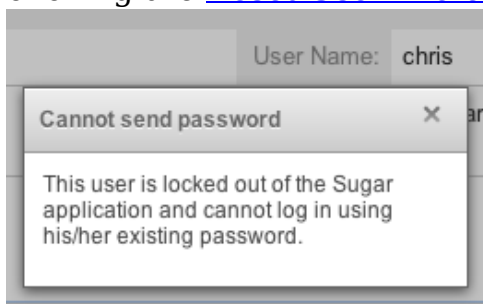 User Name: chris
Cannot send password
This user is locked out of the Sugar
application and cannot log in using
his/her existing password.